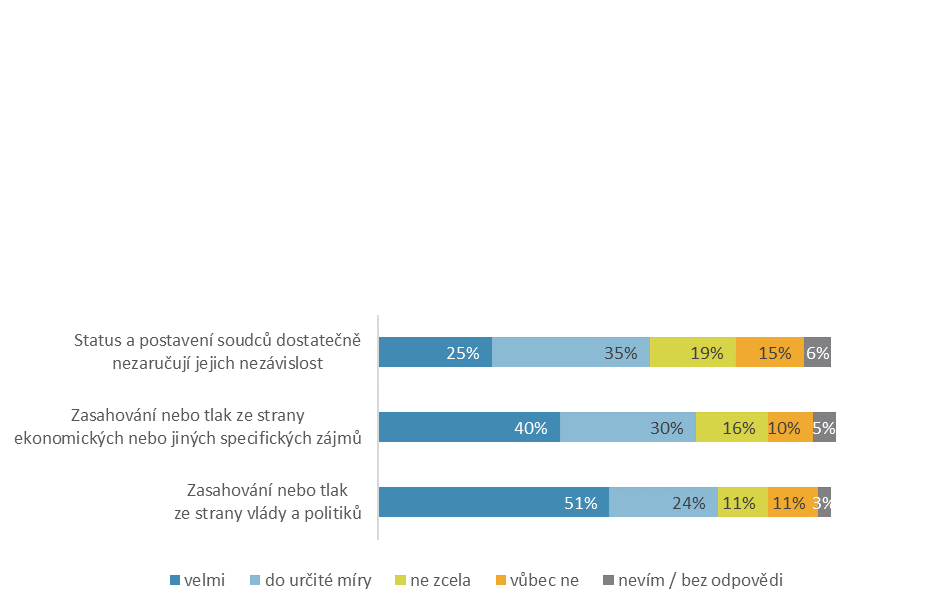 Status a postavení soudců dostatečně
nezaručují jejich nezávislost
25% 35% 19% 15% 6%
Zasahování nebo tlak ze strany
ekonomických nebo jiných specifických zájmů
40% 30% 16% 10% 5%
Zasahování nebo tlak
ze strany vlády a politiků
51% 24% 11% 11% 3%
velmi do určité míry ne zcela vůbec ne nevím / bez odpovědi